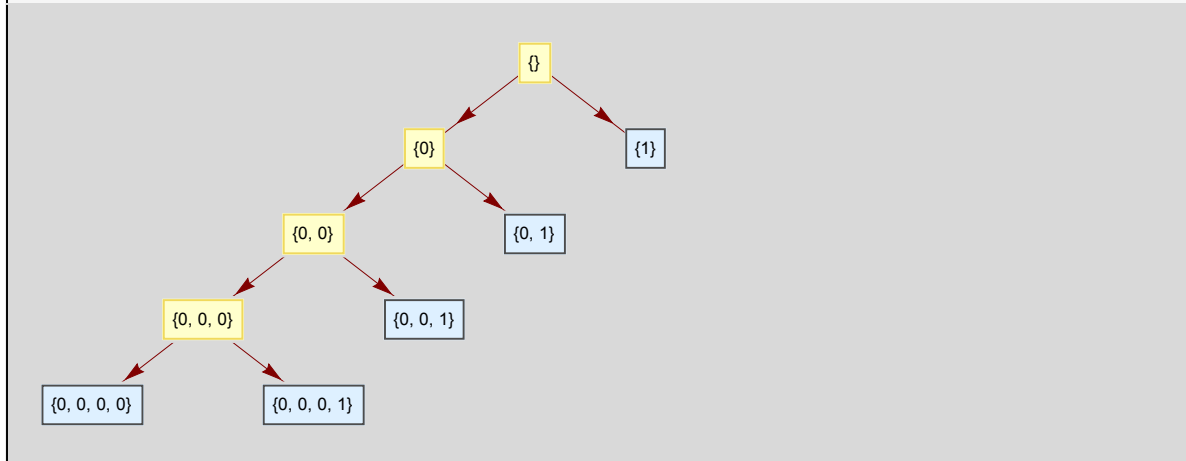 {}
{0}
{1}
{0, 0}
{0, 1}
{0, 0, 0}
{0, 0, 1}
{0, 0, 0, 0}
{0, 0, 0, 1}